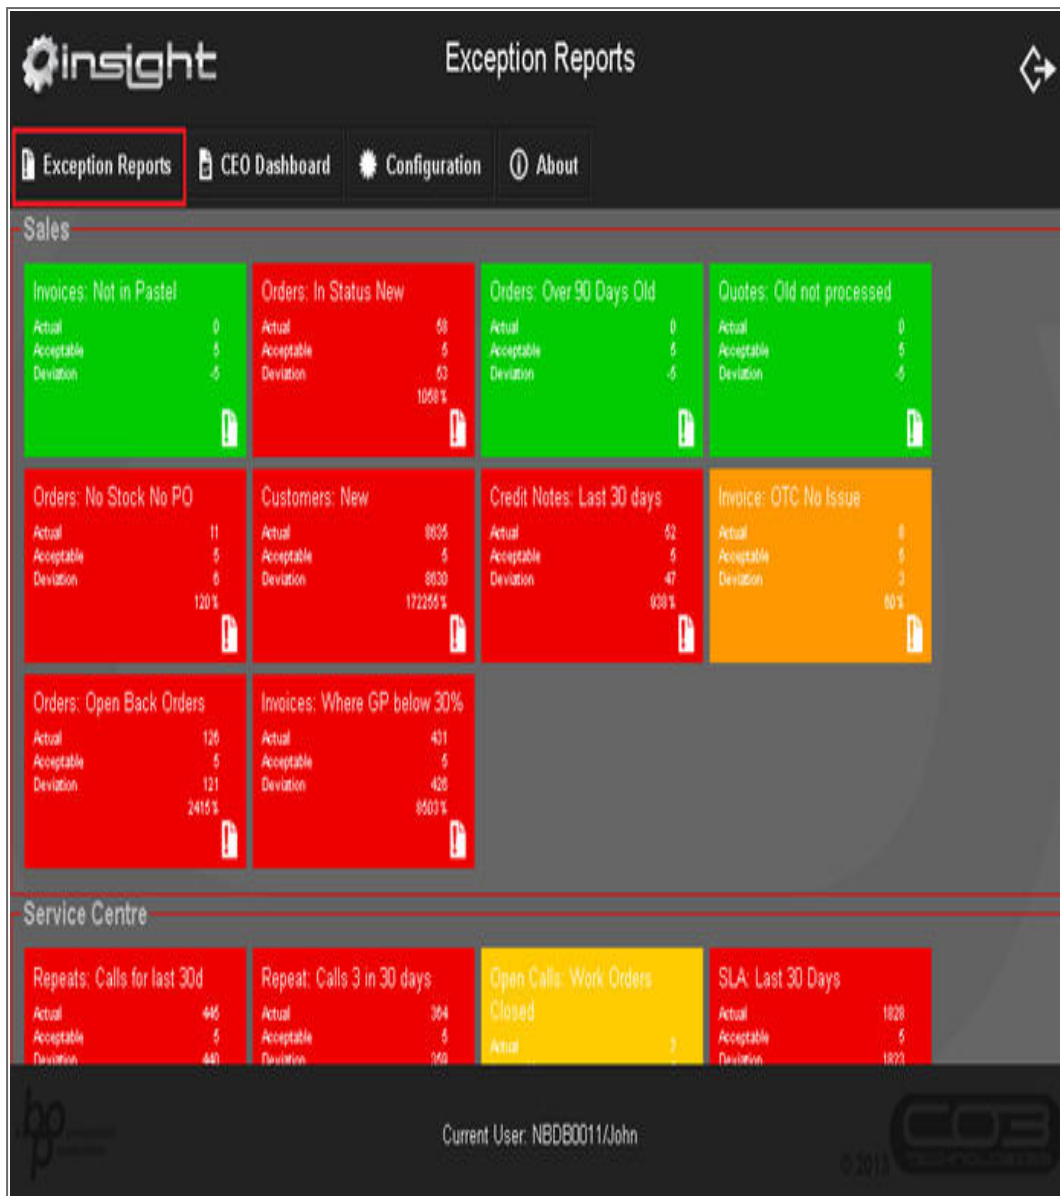 insight
Exception Reports
Exception Reports
CEO Dashboard
Configuration
About
Sales
Invoices: Not in Pastel
Actual 0
Acceptable 5
Deviation -5
Orders: In Status New
Actual 58
Acceptable 5
Deviation 53
1058%
Orders: Over 90 Days Old
Actual 0
Acceptable 5
Deviation -5
Quotes: Old not processed
Actual 0
Acceptable 5
Deviation -5
Orders: No Stock No PO
Actual 11
Acceptable 5
Deviation 6
120%
Customers: New
Actual 8635
Acceptable 5
Deviation 8630
172255%
Credit Notes: Last 30 days
Actual 52
Acceptable 5
Deviation 47
938%
Invoice: OTC No Issue
Actual 8
Acceptable 5
Deviation 3
60%
Orders: Open Back Orders
Actual 126
Acceptable 5
Deviation 121
2415%
Invoices: Where GP below 30%
Actual 431
Acceptable 5
Deviation 426
8503%
Service Centre
Repeats: Calls for last 30d
Actual 445
Acceptable 5
Deviation 440
Repeat: Calls 3 in 30 days
Actual 364
Acceptable 5
Deviation 359
Open Calls: Work Orders
Closed
Actual 7
SLA: Last 30 Days
Actual 1828
Acceptable 5
Deviation 1823
bpo
Current User: NBDB0011/John
© 2013
CO3
TECHNOLOGIES